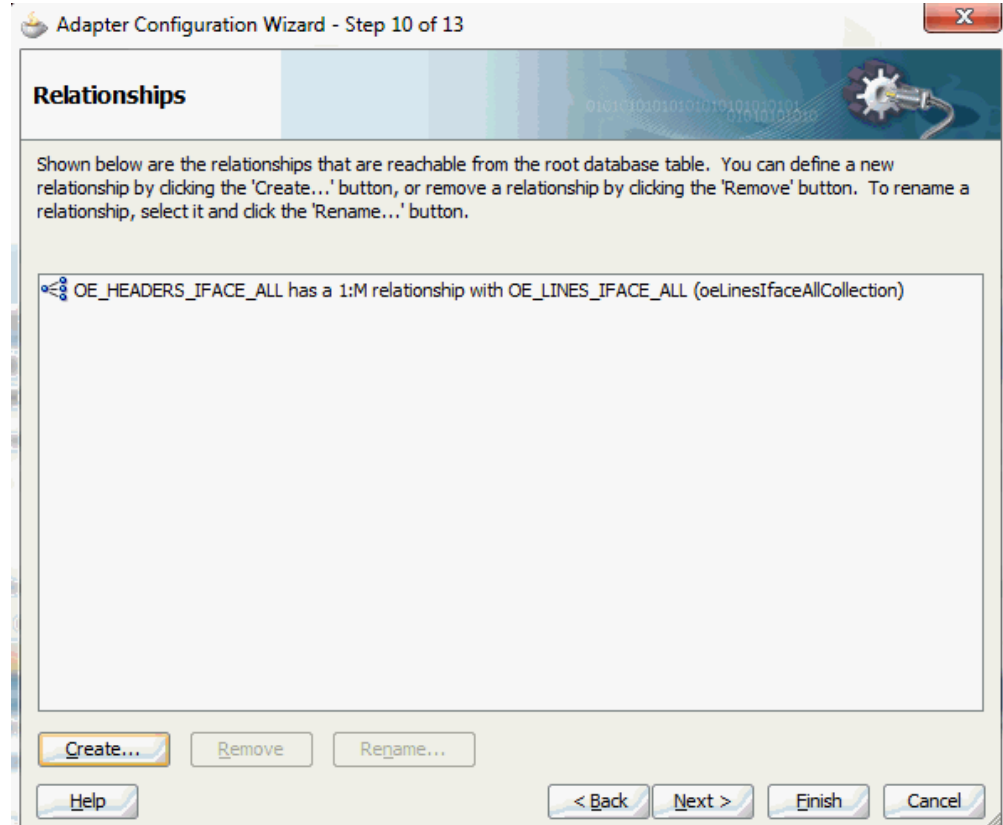 Adapter Configuration Wizard - Step 10 of 13
Relationships
Shown below are the relationships that are reachable from the root database table. You can define a new
relationship by clicking the 'Create...' button, or remove a relationship by clicking the 'Remove' button. To rename a
relationship, select it and click the 'Rename...' button.
OE_HEADERS_IFACE_ALL has a 1:M relationship with OE_LINES_IFACE_ALL (oeLinesIfaceAllCollection)
Create... Remove Rename...
Help < Back Next > Finish Cancel